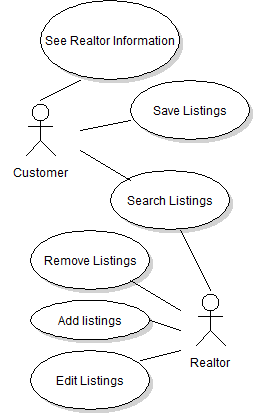 See Realtor Information
Save Listings
Customer
Search Listings
Remove Listings
Add listings
Realtor
Edit Listings